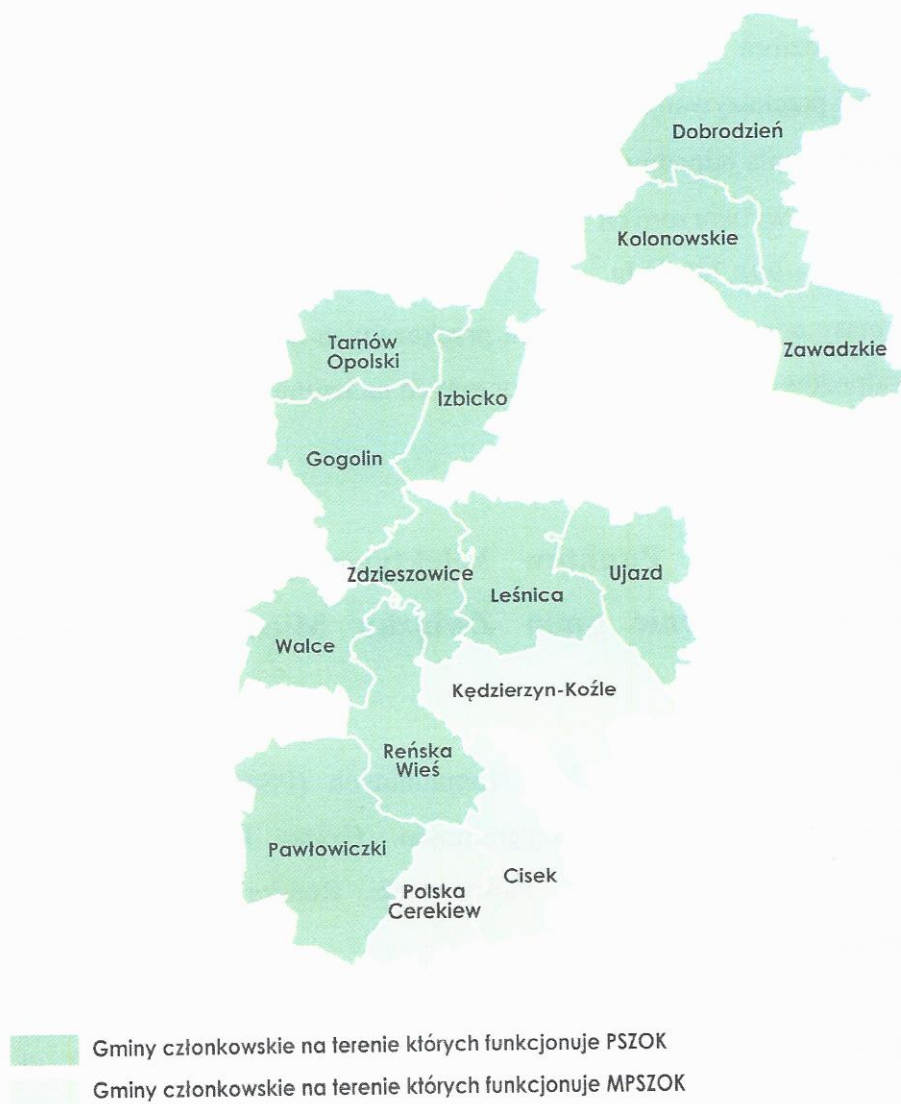 Dobrodzień
Kolonowskie
Zawadzkie
Tarnów
Opolski
Izbicko
Gogolin
Zdzieszowice
Leśnica
Ujazd
Walce
Kędzierzyn-Koźle
Reńska
Wieś
Pawłowiczki
Polska
Cerekiew
Cisek
Gminy członkowskie na terenie których funkcjonuje PSZOK
Gminy członkowskie na terenie których funkcjonuje MPSZOK